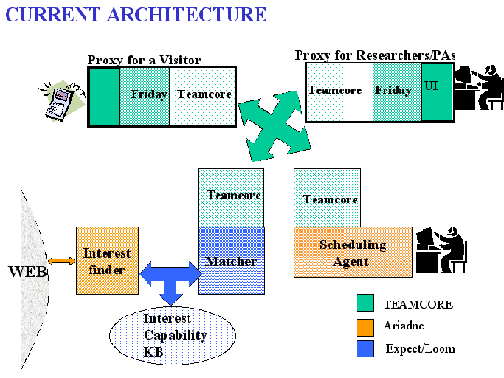 CURRENT ARCHITECTURE
Proxy for a Visitor
Proxy for Researchers/PAs
Friday
Teamcore
Teamcore
Friday
UI
Teamcore
Teamcore
WEB
Interest
finder
Matcher
Scheduling
Agent
Interest
Capability
KB
TEAMCORE
Ariadne
Expect/Loom